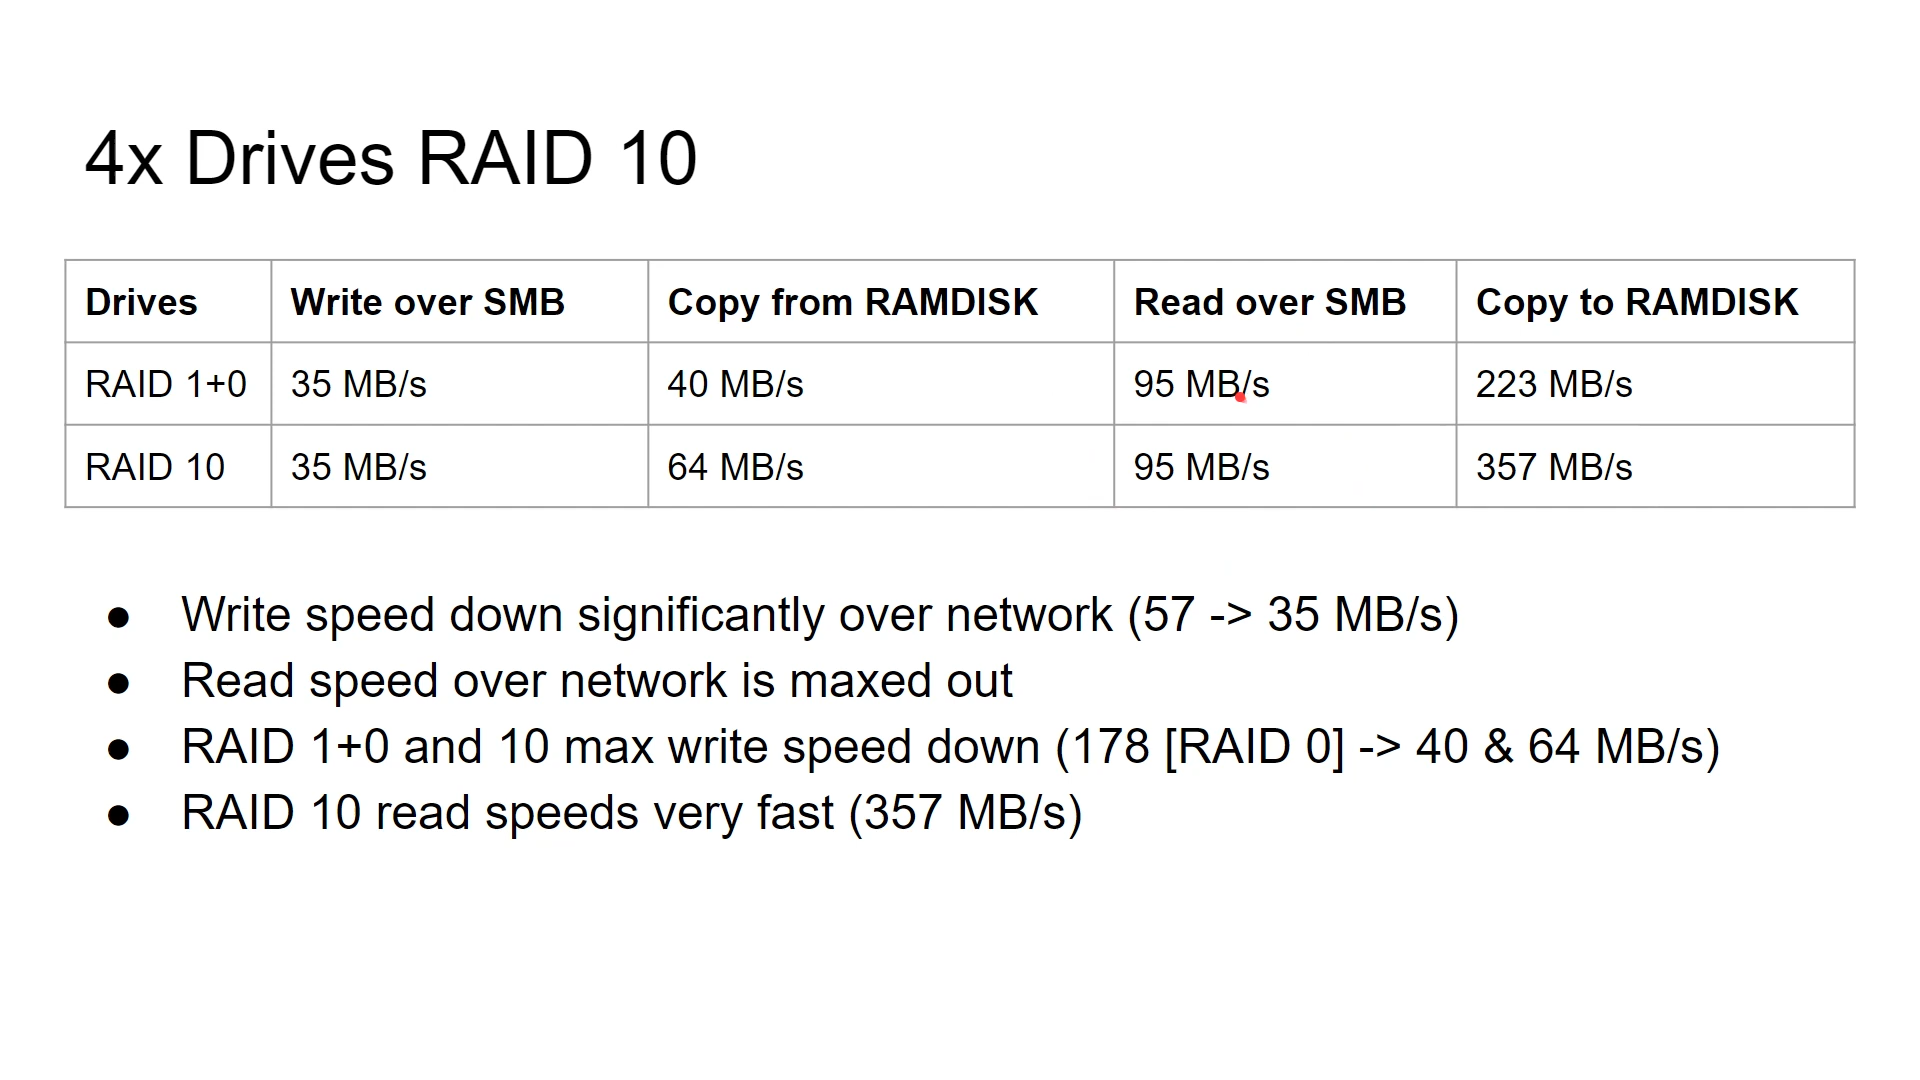 4x Drives RAID 10
Drives Write over SMB Copy from RAMDISK Read over SMB Copy to RAMDISK
RAID 1+0 35 MB/s 40 MB/s 95 MB/s 223 MB/s
RAID 10 35 MB/s 64 MB/s 95 MB/s 357 MB/s
● Write speed down significantly over network (57 -> 35 MB/s)
● Read speed over network is maxed out
● RAID 1+0 and 10 max write speed down (178 [RAID 0] -> 40 & 64 MB/s)
● RAID 10 read speeds very fast (357 MB/s)